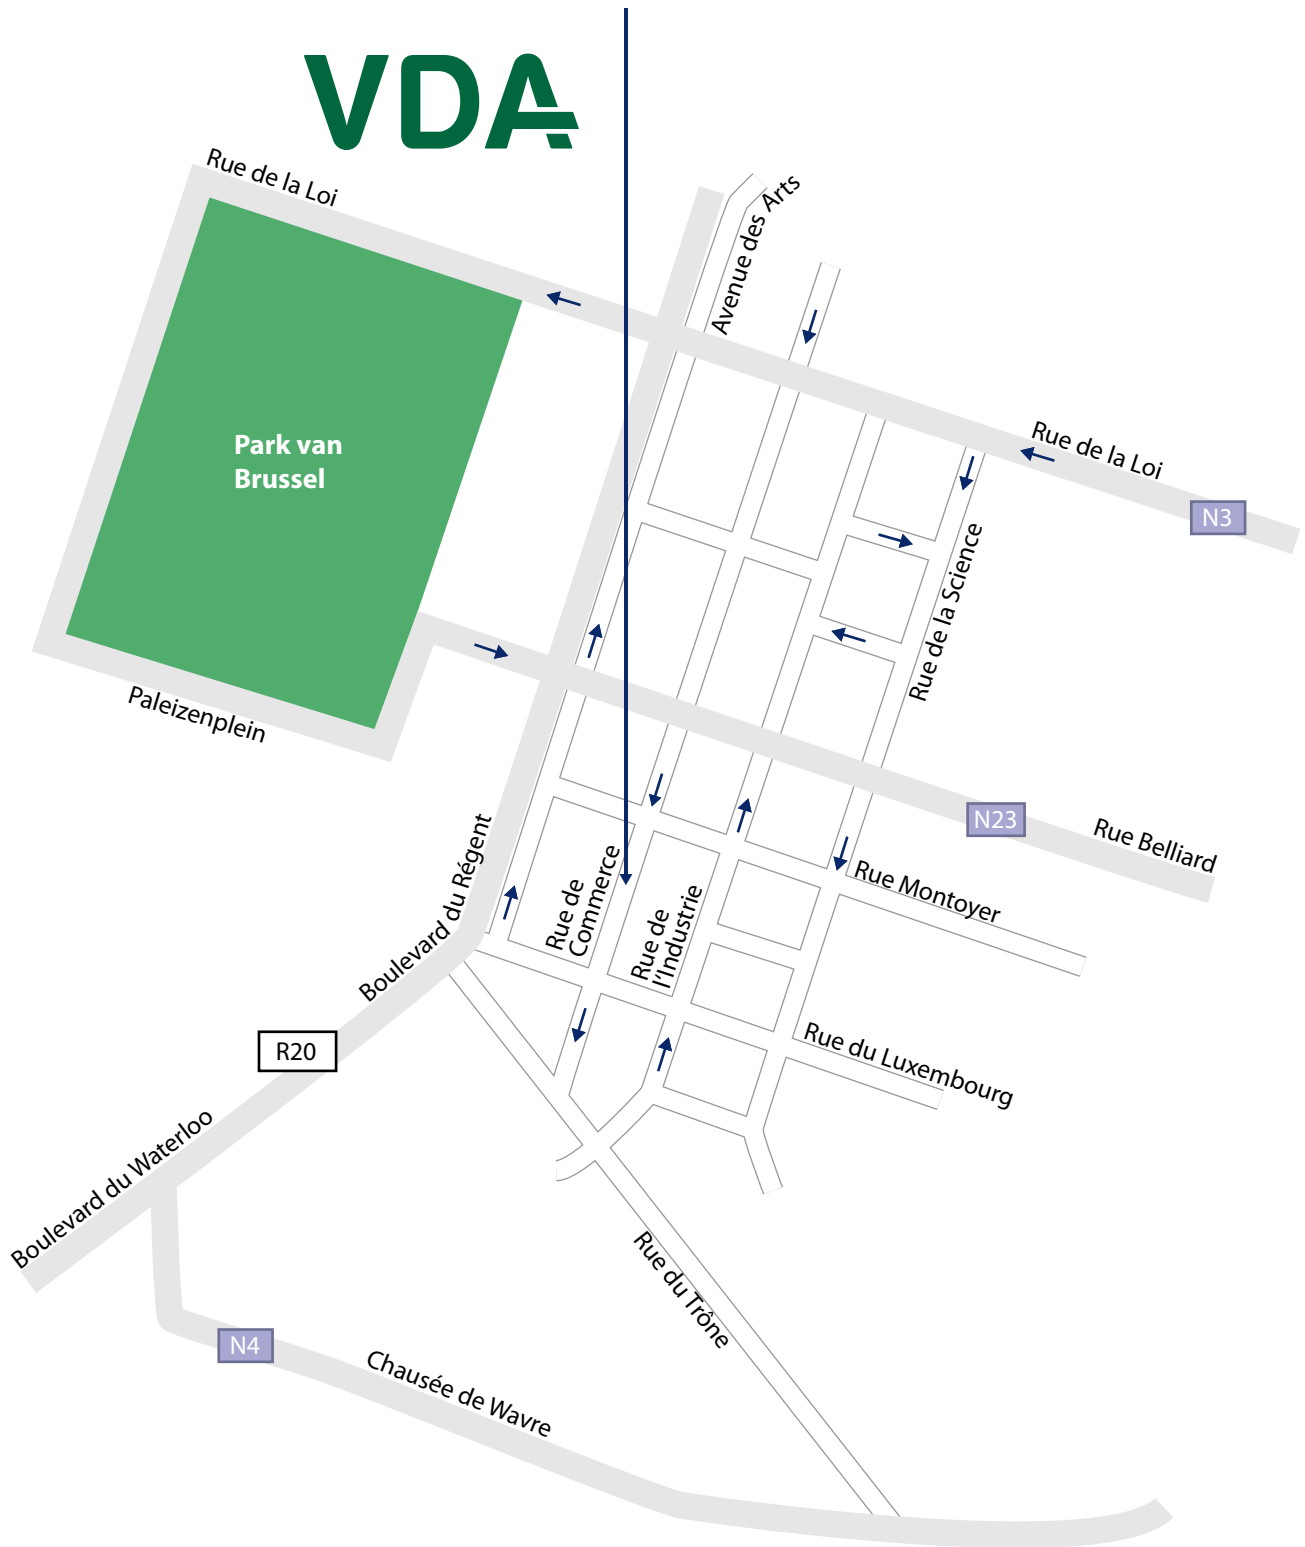 VDA
Rue de la Loi
Avenue des Arts
Park van
Brussel
Rue de la Loi
N3
Rue de la Science
Paleizenplein
N23
Rue Belliard
Boulevard du Régent
Rue de
Commerce
Rue de
l‘Industrie
Rue Montoyer
R20
Rue du Luxembourg
Boulevard du Waterloo
Rue du Trône
N4
Chausée de Wavre